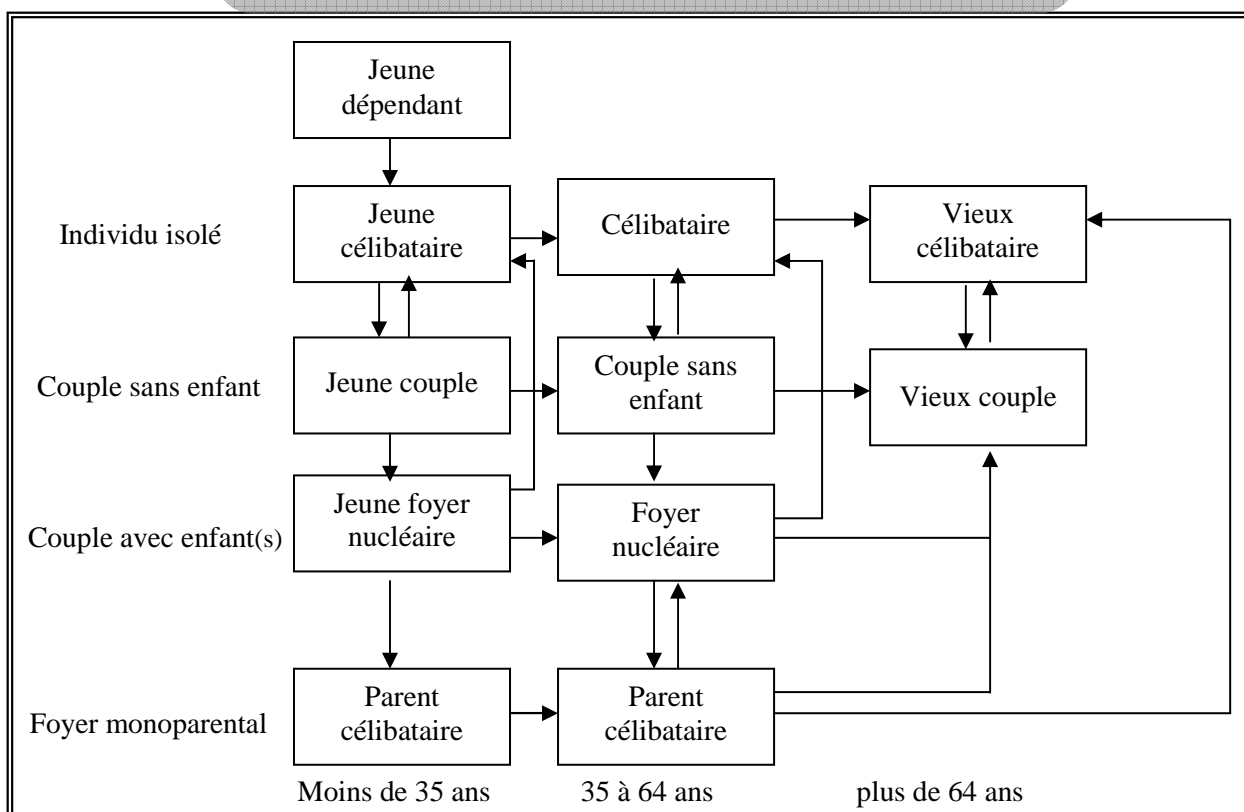 Jeune
dépendant
Individu isolé
Jeune
célibataire
Célibataire
Vieux
célibataire
Couple sans enfant
Jeune couple
Couple sans
enfant
Vieux couple
Couple avec enfant(s)
Jeune foyer
nucléaire
Foyer
nucléaire
Foyer monoparental
Parent
célibataire
Parent
célibataire
Moins de 35 ans
35 à 64 ans
plus de 64 ans